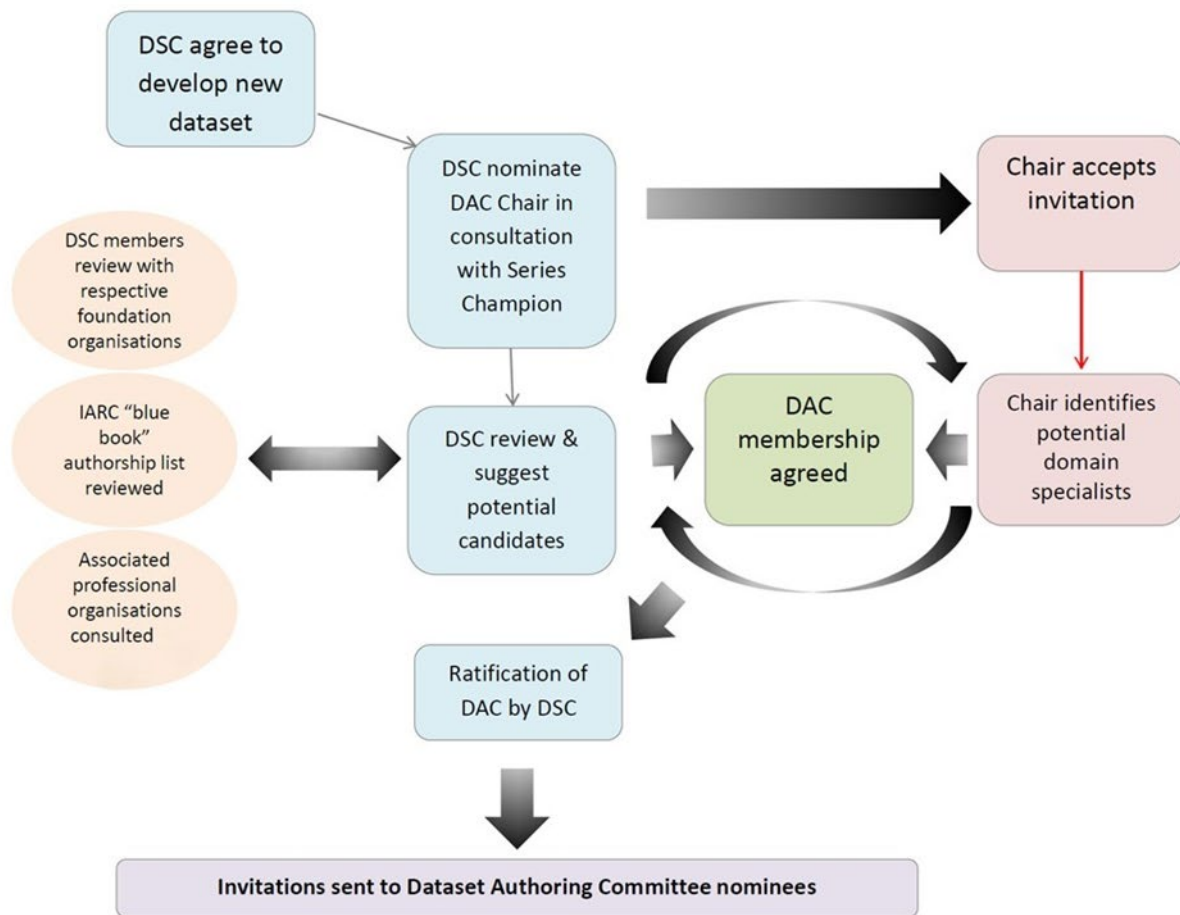 DSC agree to
develop new
dataset
DSC nominate
DAC Chair in
consultation
with Series
Champion
Chair accepts
invitation
DSC members
review with
respective
foundation
organisations
IARC “blue
book”
authorship list
reviewed
Associated
professional
organisations
consulted
DSC review &
suggest
potential
candidates
DAC
membership
agreed
Chair identifies
potential
domain
specialists
Ratification of
DAC by DSC
Invitations sent to Dataset Authoring Committee nominees